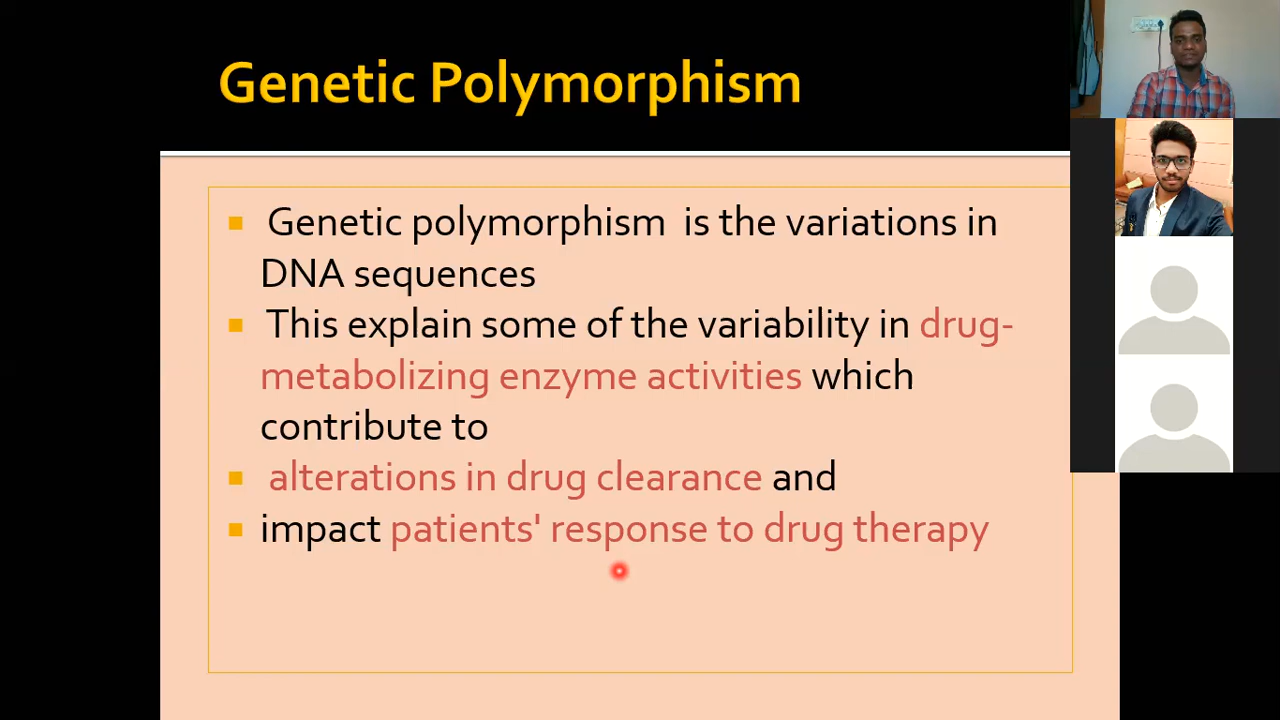 Genetic Polymorphism
Genetic polymorphism is the variations in
DNA sequences
This explain some of the variability in drug-
metabolizing enzyme activities which
contribute to
alterations in drug clearance and
impact patients' response to drug therapy